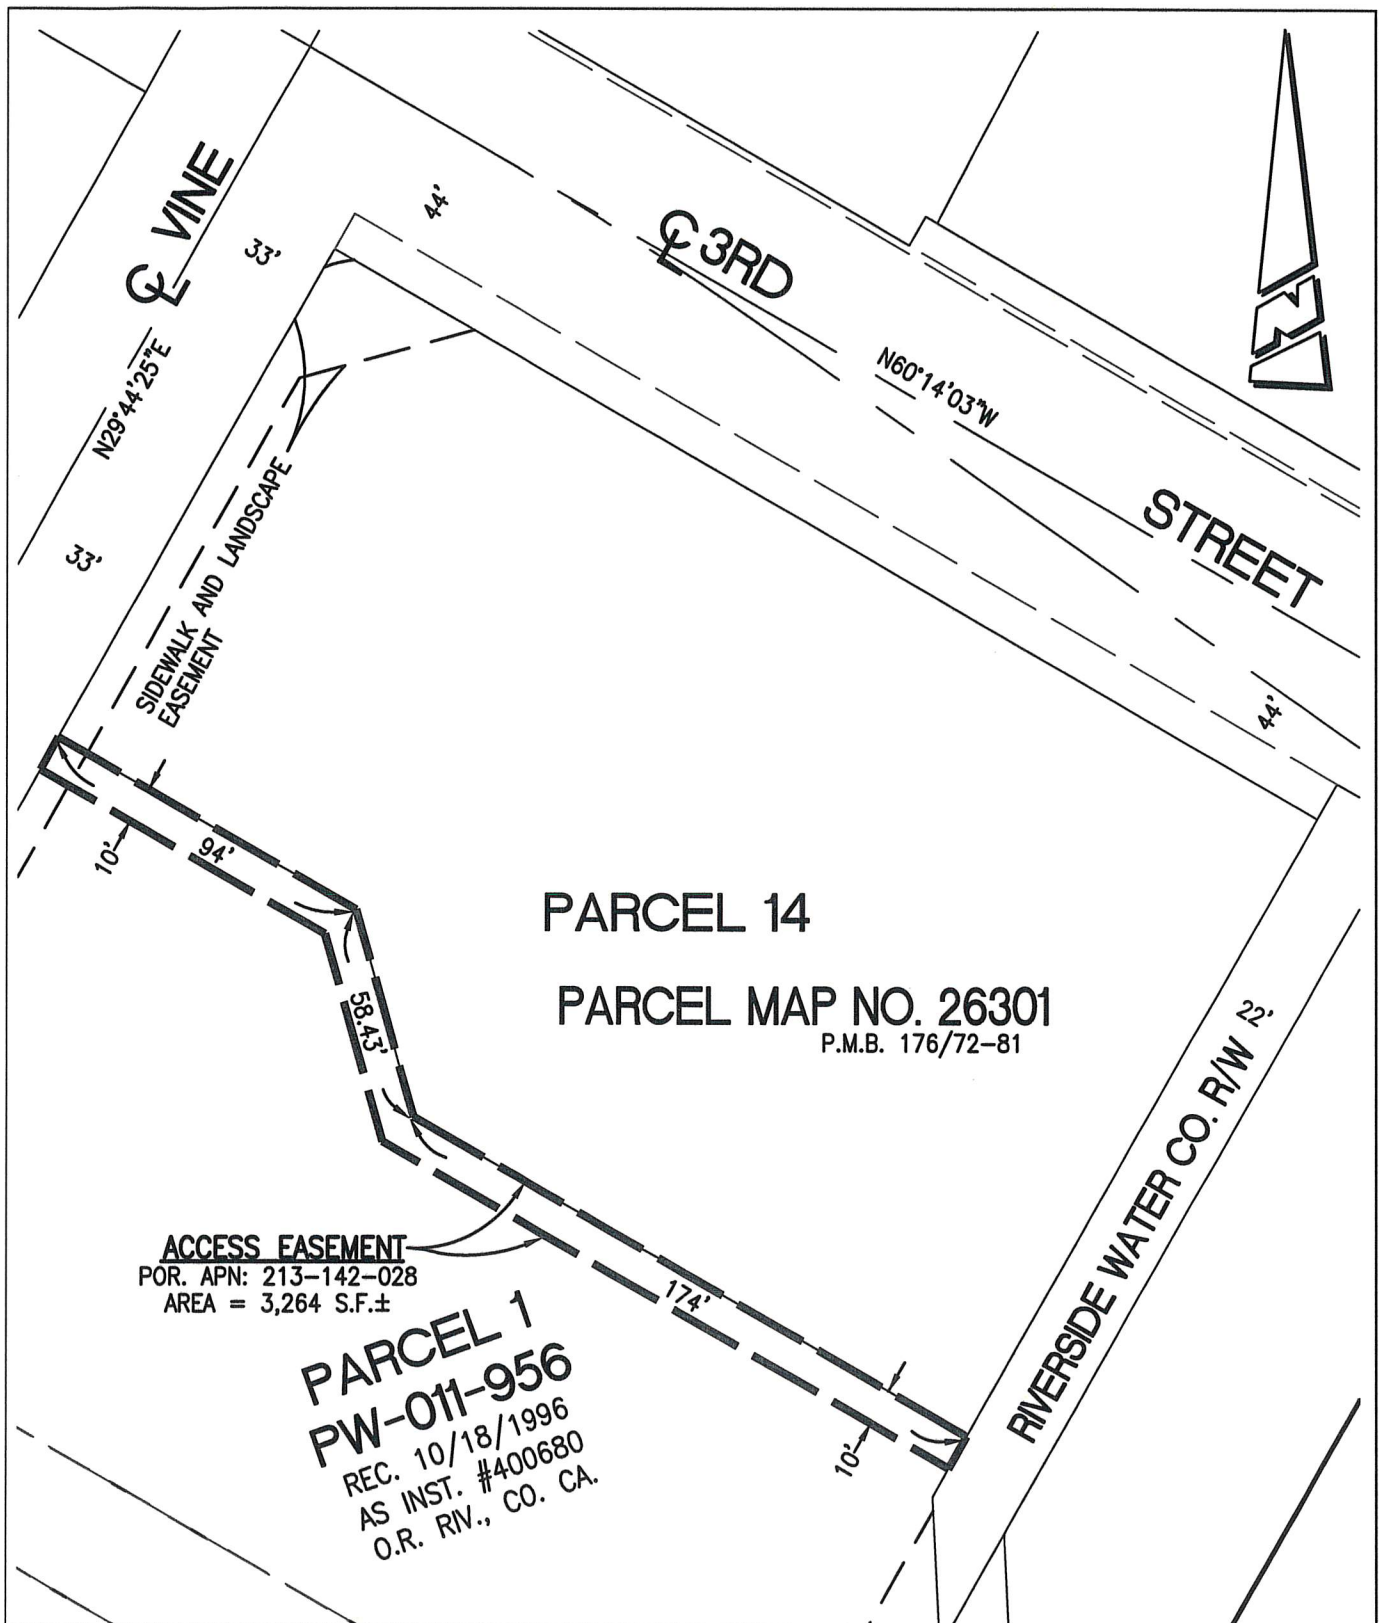 ℄ VINE
33'
44'
℄ 3RD
STREET
N29°44'25"E
N60°14'03"W
33'
44'
SIDEWALK AND LANDSCAPE
EASEMENT
10'
94'
58.43'
PARCEL 14
PARCEL MAP NO. 26301
P.M.B. 176/72-81
22'
RIVERSIDE WATER CO. R/W
ACCESS EASEMENT
POR. APN: 213-142-028
AREA = 3,264 S.F.±
174'
10'
PARCEL 1
PW-011-956
REC. 10/18/1996
AS INST. #400680
O.R. RIV., CO. CA.
N